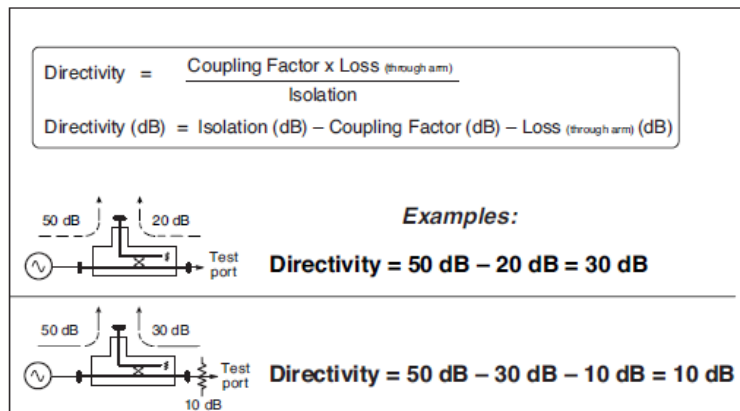 Directivity = Coupling Factor x Loss (through arm)
Isolation
Directivity (dB) = Isolation (dB) – Coupling Factor (dB) – Loss (through arm) (dB)
Examples:
50 dB 20 dB
Test
port
Directivity = 50 dB – 20 dB = 30 dB
50 dB 30 dB
Test
port
10 dB
Directivity = 50 dB – 30 dB – 10 dB = 10 dB